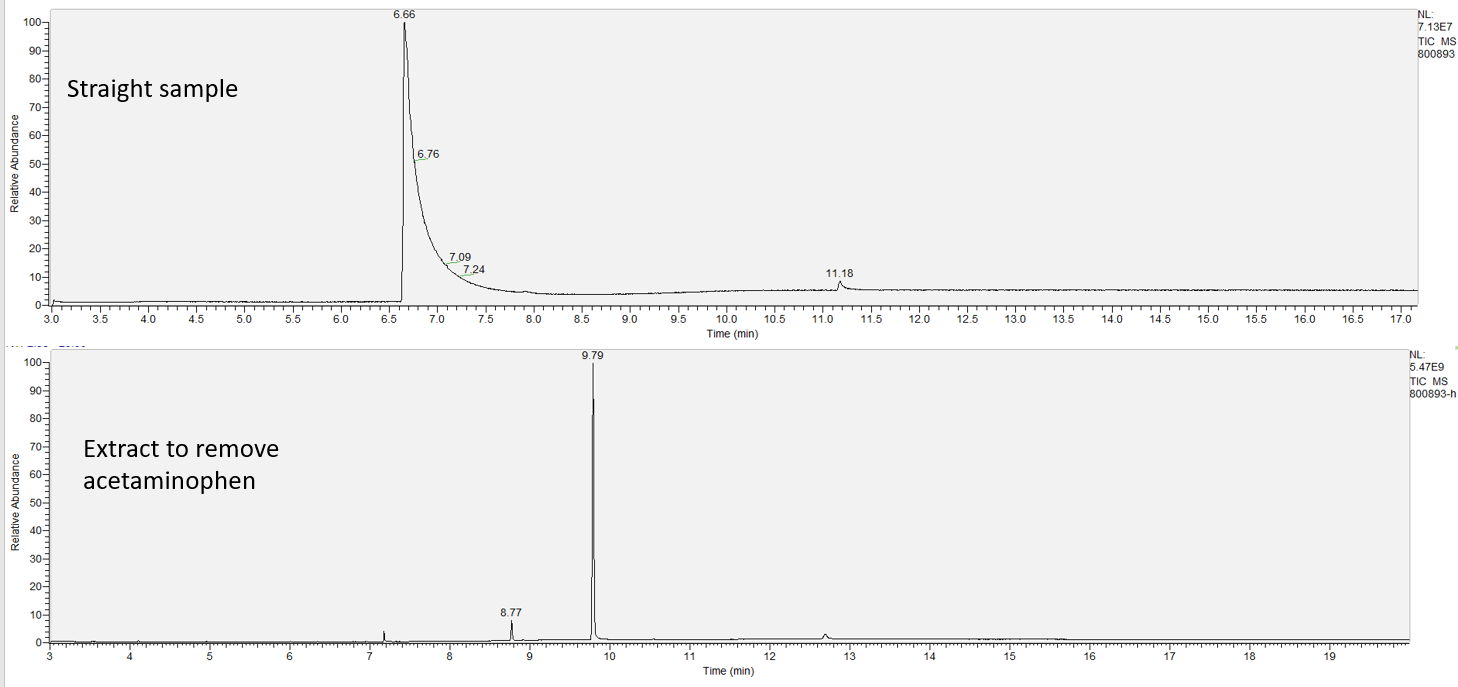 6.66
NL:
7.13E7
TIC MS
800893
100
90
80
70
60
50
40
30
20
10
0
Relative Abundance
Straight sample
6.76
7.09
7.24
11.18
3.0 3.5 4.0 4.5 5.0 5.5 6.0 6.5 7.0 7.5 8.0 8.5 9.0 9.5 10.0 10.5 11.0 11.5 12.0 12.5 13.0 13.5 14.0 14.5 15.0 15.5 16.0 16.5 17.0
Time (min)
9.79
NL:
5.47E9
TIC MS
800893-h
100
90
80
70
60
50
40
30
20
10
0
Relative Abundance
Extract to remove
acetaminophen
8.77
3 4 5 6 7 8 9 10 11 12 13 14 15 16 17 18 19
Time (min)